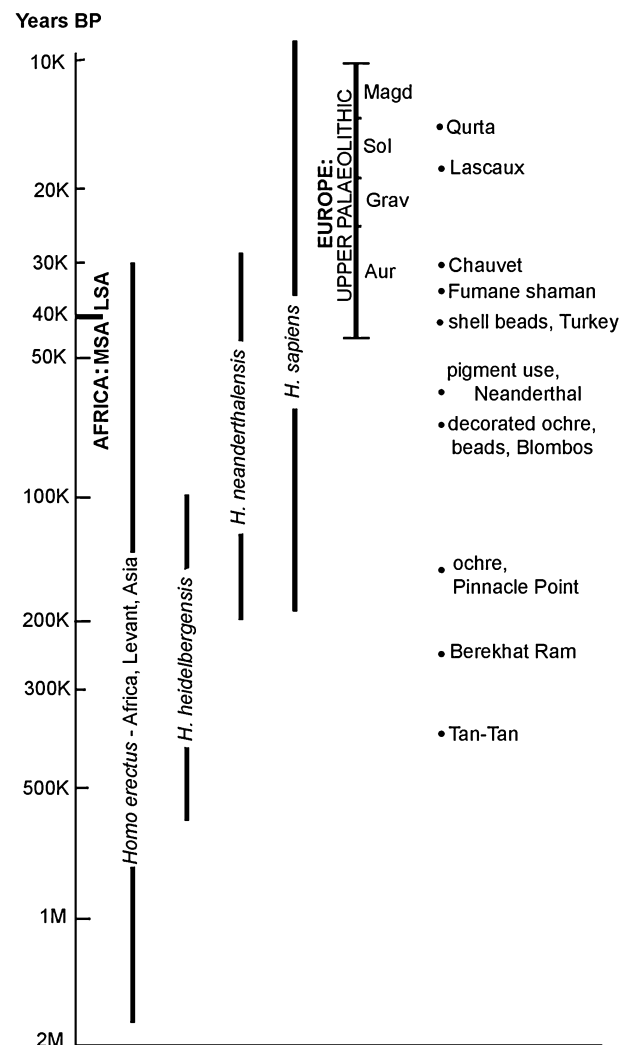 Years BP
10K
20K
30K
40K
50K
100K
200K
300K
500K
1M
2M
AFRICA: MSA LSA
Homo erectus - Africa, Levant, Asia
H. heidelbergensis
H. neanderthalensis
H. sapiens
EUROPE:
UPPER PALAEOLITHIC
Magd
Sol
Grav
Aur
Qurta
Lascaux
Chauvet
Fumane shaman
shell beads, Turkey
pigment use,
Neanderthal
decorated ochre,
beads, Blombos
ochre,
Pinnacle Point
Berekhat Ram
Tan-Tan